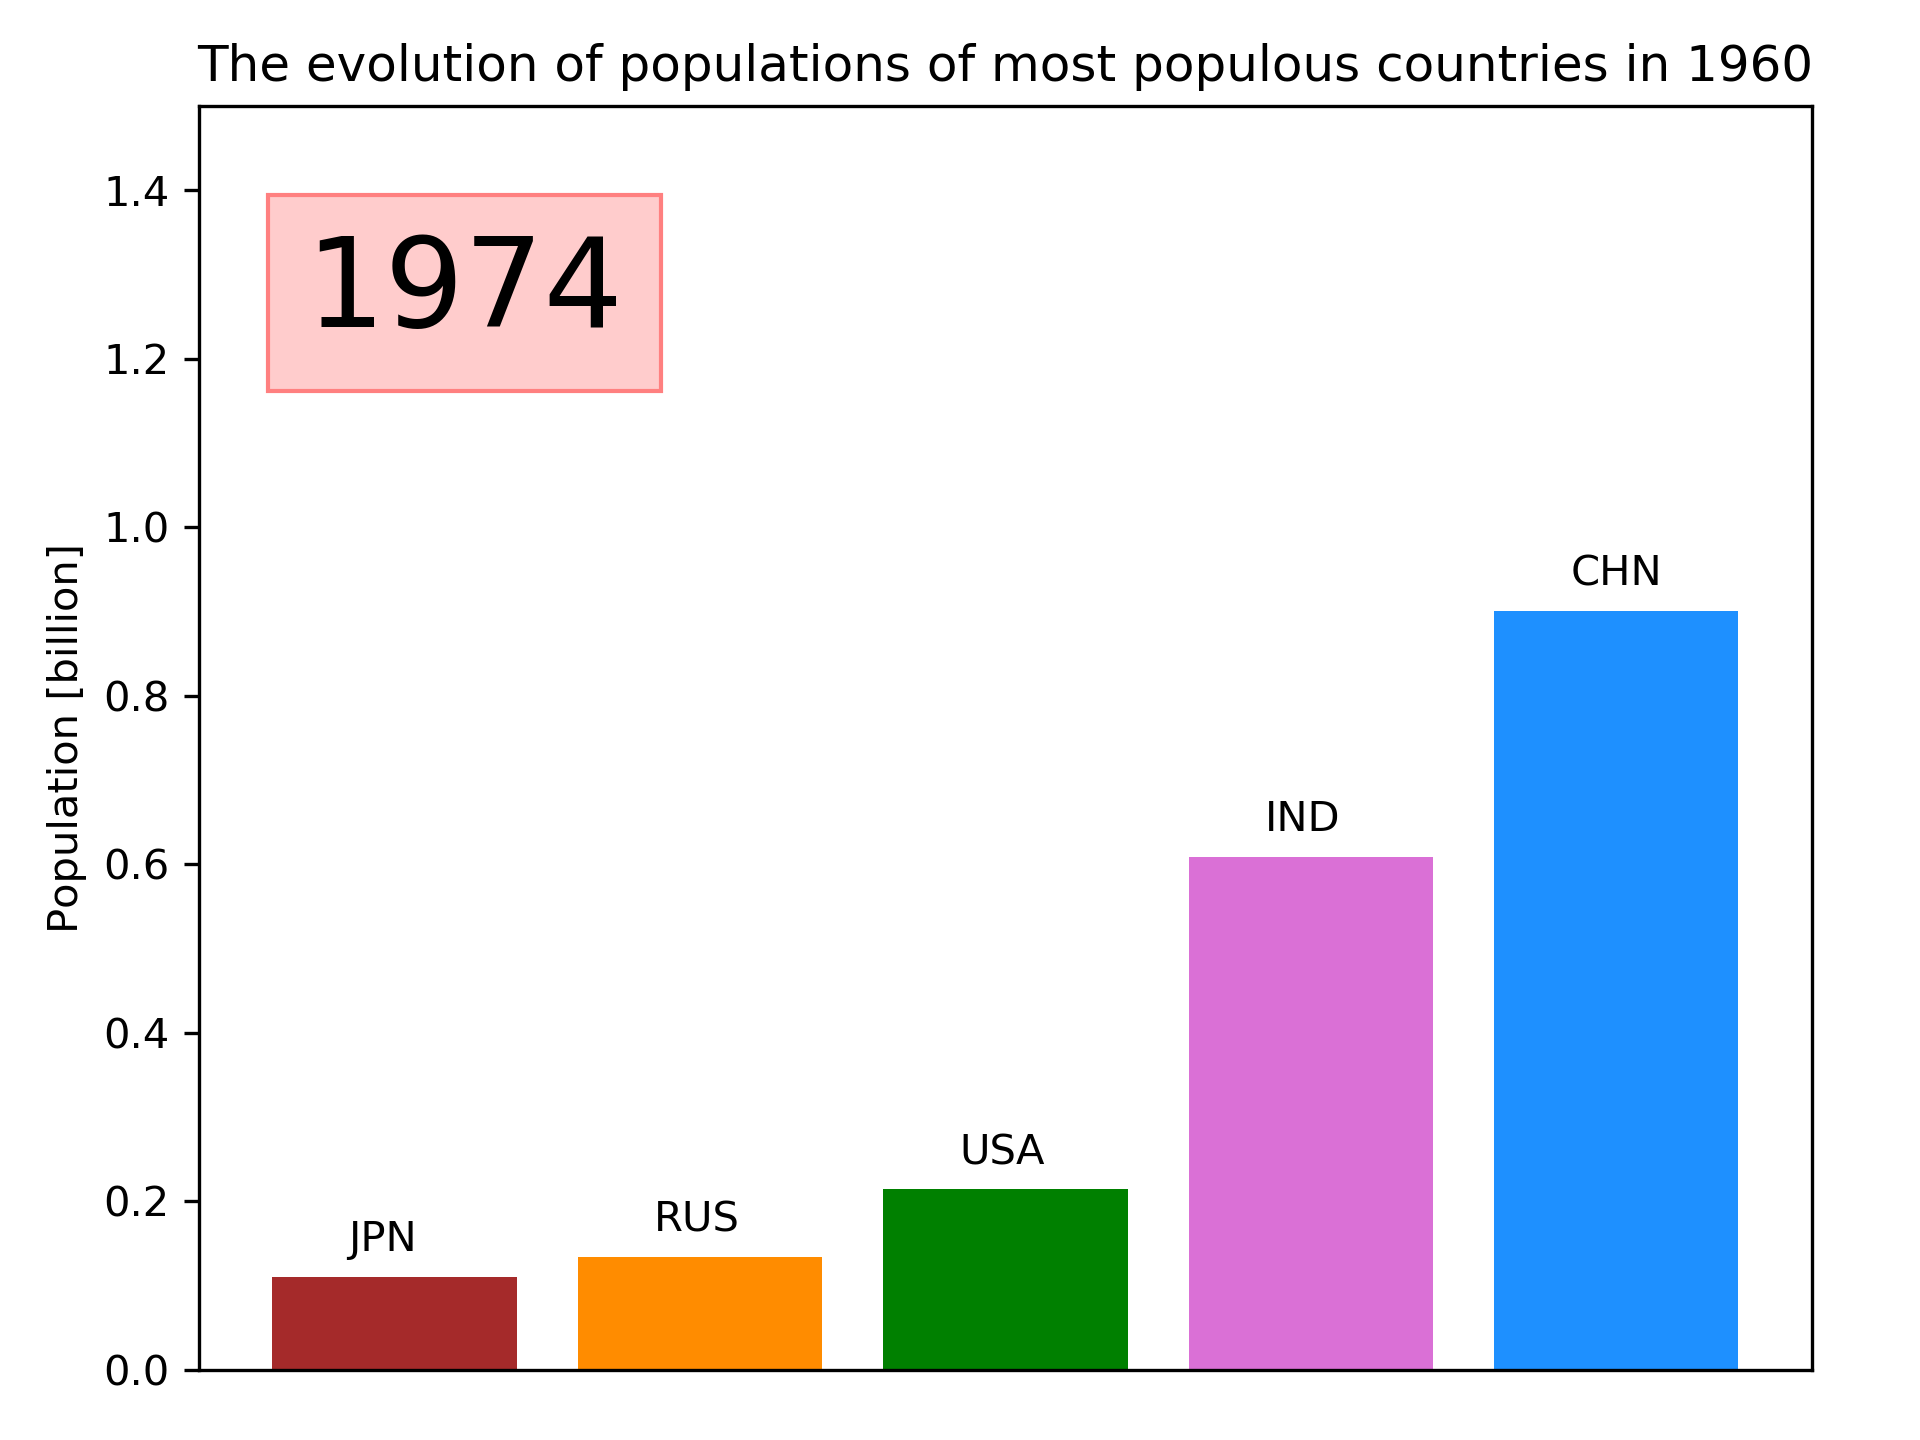 The evolution of populations of most populous countries in 1960
1974
Population [billion]
1.4
1.2
1.0
0.8
0.6
0.4
0.2
0.0
JPN
RUS
USA
IND
CHN